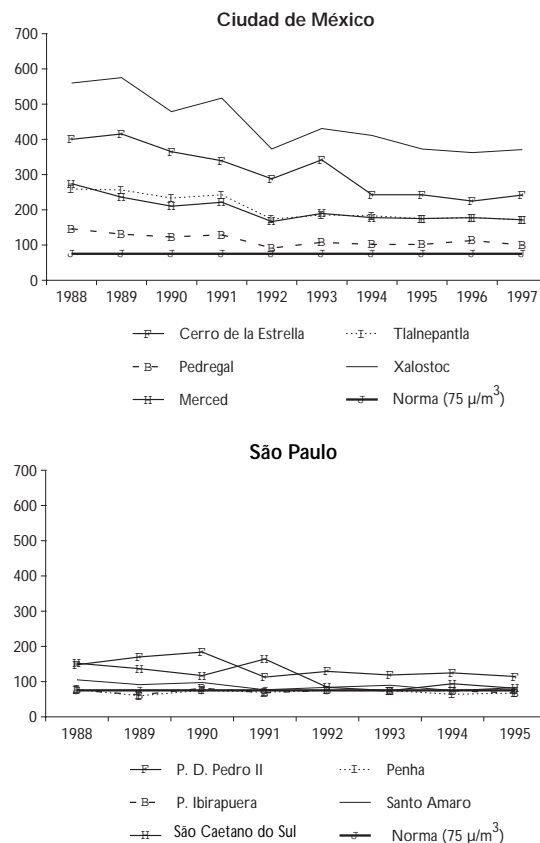 Ciudad de México
700
600
500
400
300
200
100
0
1988 1989 1990 1991 1992 1993 1994 1995 1996 1997
F Cerro de la Estrella I Tlalnepantla
B Pedregal Xalostoc
H Merced J Norma (75 µ/m³)
São Paulo
700
600
500
400
300
200
100
0
1988 1989 1990 1991 1992 1993 1994 1995
F P. D. Pedro II I Penha
B P. Ibirapuera Santo Amaro
H São Caetano do Sul J Norma (75 µ/m³)